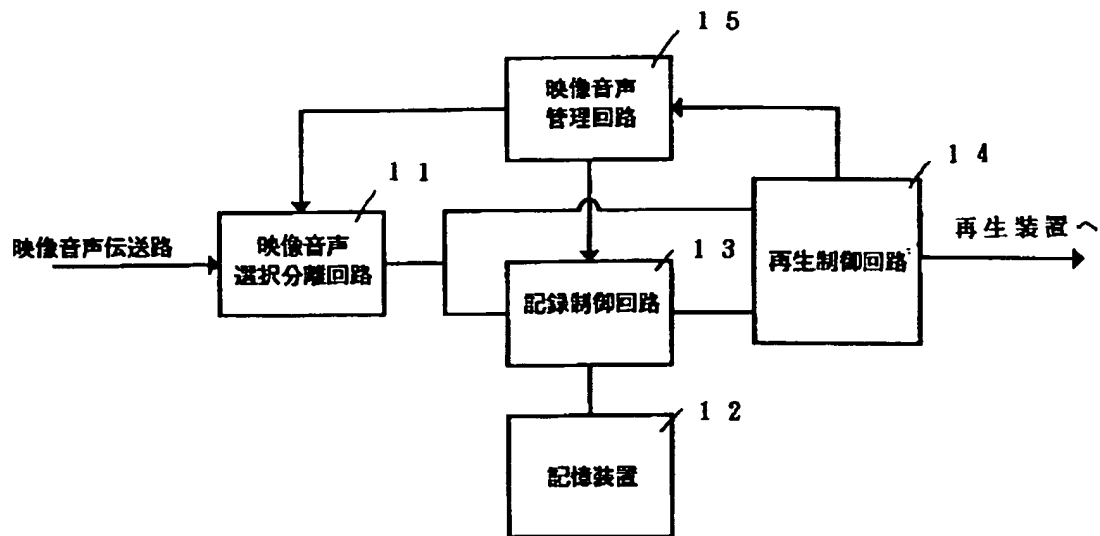 １５
映像音声
管理回路
１４
１１
映像音声伝送路
映像音声
選択分離回路
再生装置へ
１３
再生制御回路
記録制御回路
１２
記憶装置